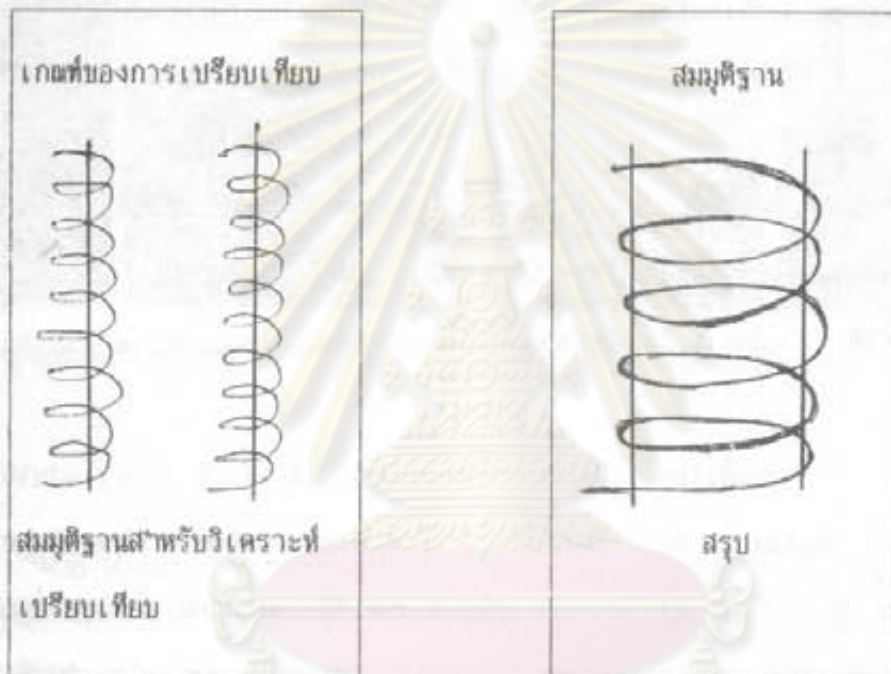 เกณฑ์ของการเปรียบเทียบ
สมมุติฐานสำหรับวิเคราะห์
เปรียบเทียบ
สมมุติฐาน
สรุป